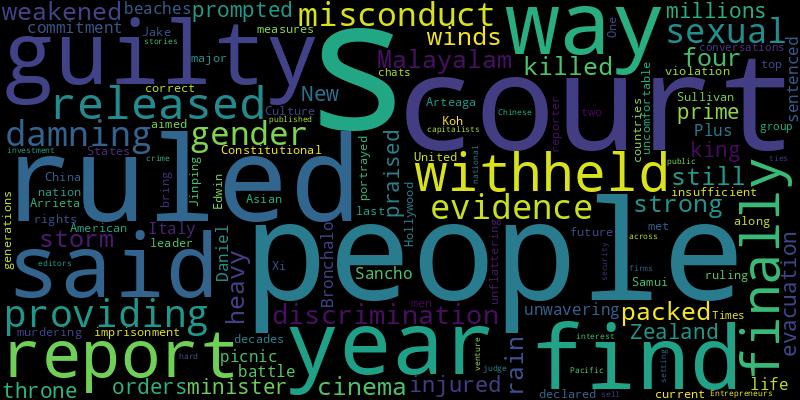 weakened beaches prompted misconduct way millions
commitment Jake stories measures winds sexual One conversations
guilty major Malayalam four top
correct s chats killed violation sentenced
released aimed New Culture published court reporter two Sullivan prime uncomfortable countries
damning gender Arteaga Koh Chinese capitalists Plus group
investment States Constitutional praised United king public ties
ruled crime China Jinping portrayed withheld national still
nation Arrieta bring Edwin Asian last Hollywood evidence insufficient strong finally
generations rights American people met along
said storm Italy leader Daniel heavy Bronchalo unflattering future across evacuation
editors Xi Sancho security firms Samui ruling
providing discrimination men unwavering packed Times
murdering imprisonment decades year rain find interest Zealand
report hard picnic battle venture judge Pacific setting
throne orders minister cinema injured declared sell current Entrepreneurs life